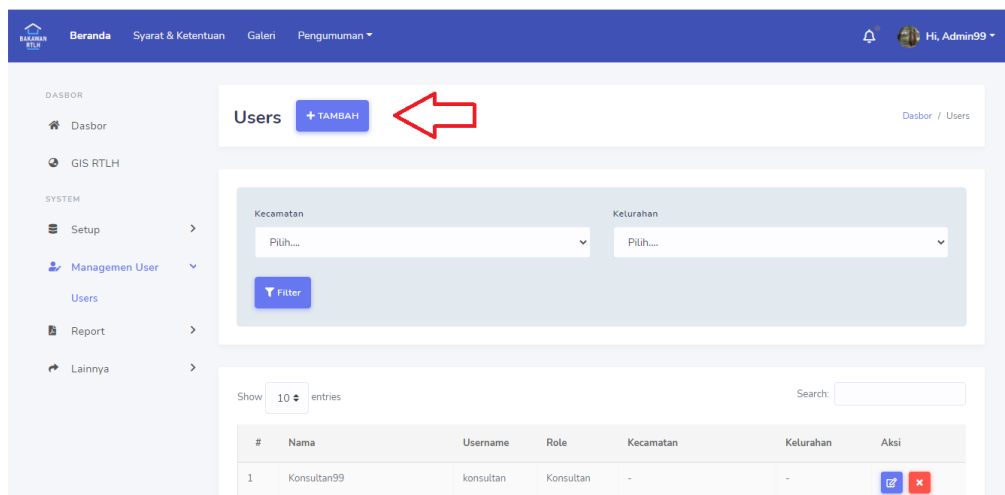 BAKAWAN
RTLH
Beranda Syarat & Ketentuan Galeri Pengumuman Hi, Admin99
DASBOR
Dasbor
GIS RTLH
SYSTEM
Setup
Managemen User
Users
Report
Lainnya
Users + TAMBAH Dasbor / Users
Kecamatan Kelurahan
Pilih.... Pilih....
Filter
Show 10 entries Search:
# Nama Username Role Kecamatan Kelurahan Aksi
1 Konsultan99 konsultan Konsultan - -